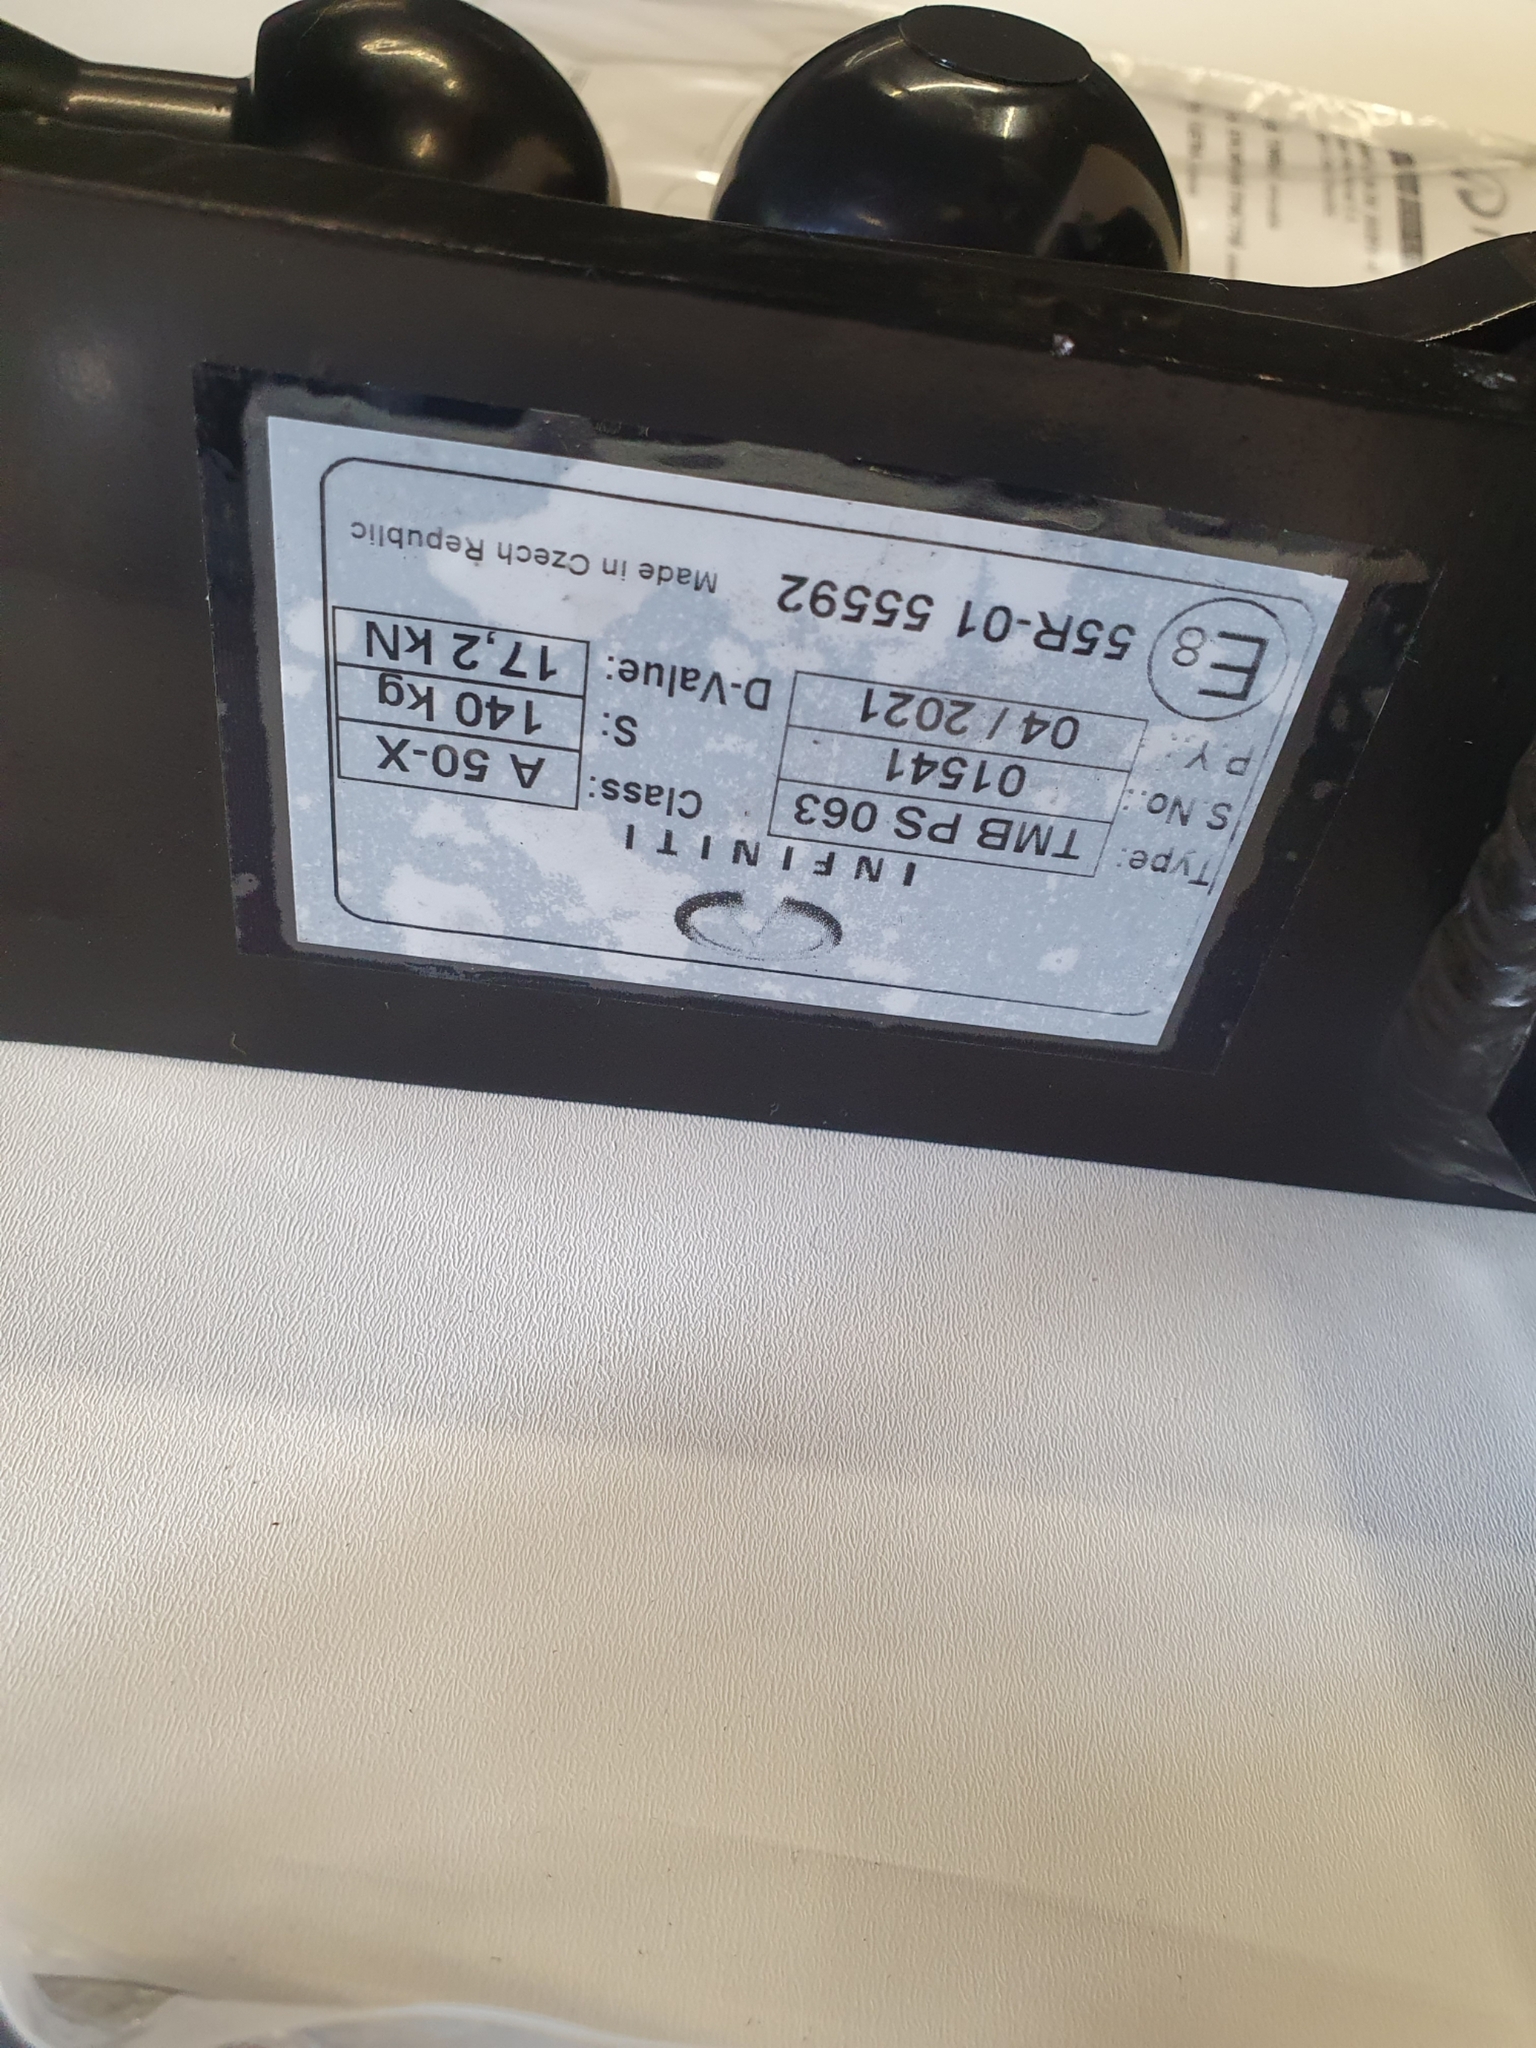 INFINITI
Type: TMB PS 063 Class: A 50-X
S.No.: 01541 S: 140 kg
P.Y.: 04 / 2021 D-Value: 17,2 kN
E8 55R-01 55592 Made in Czech Republic